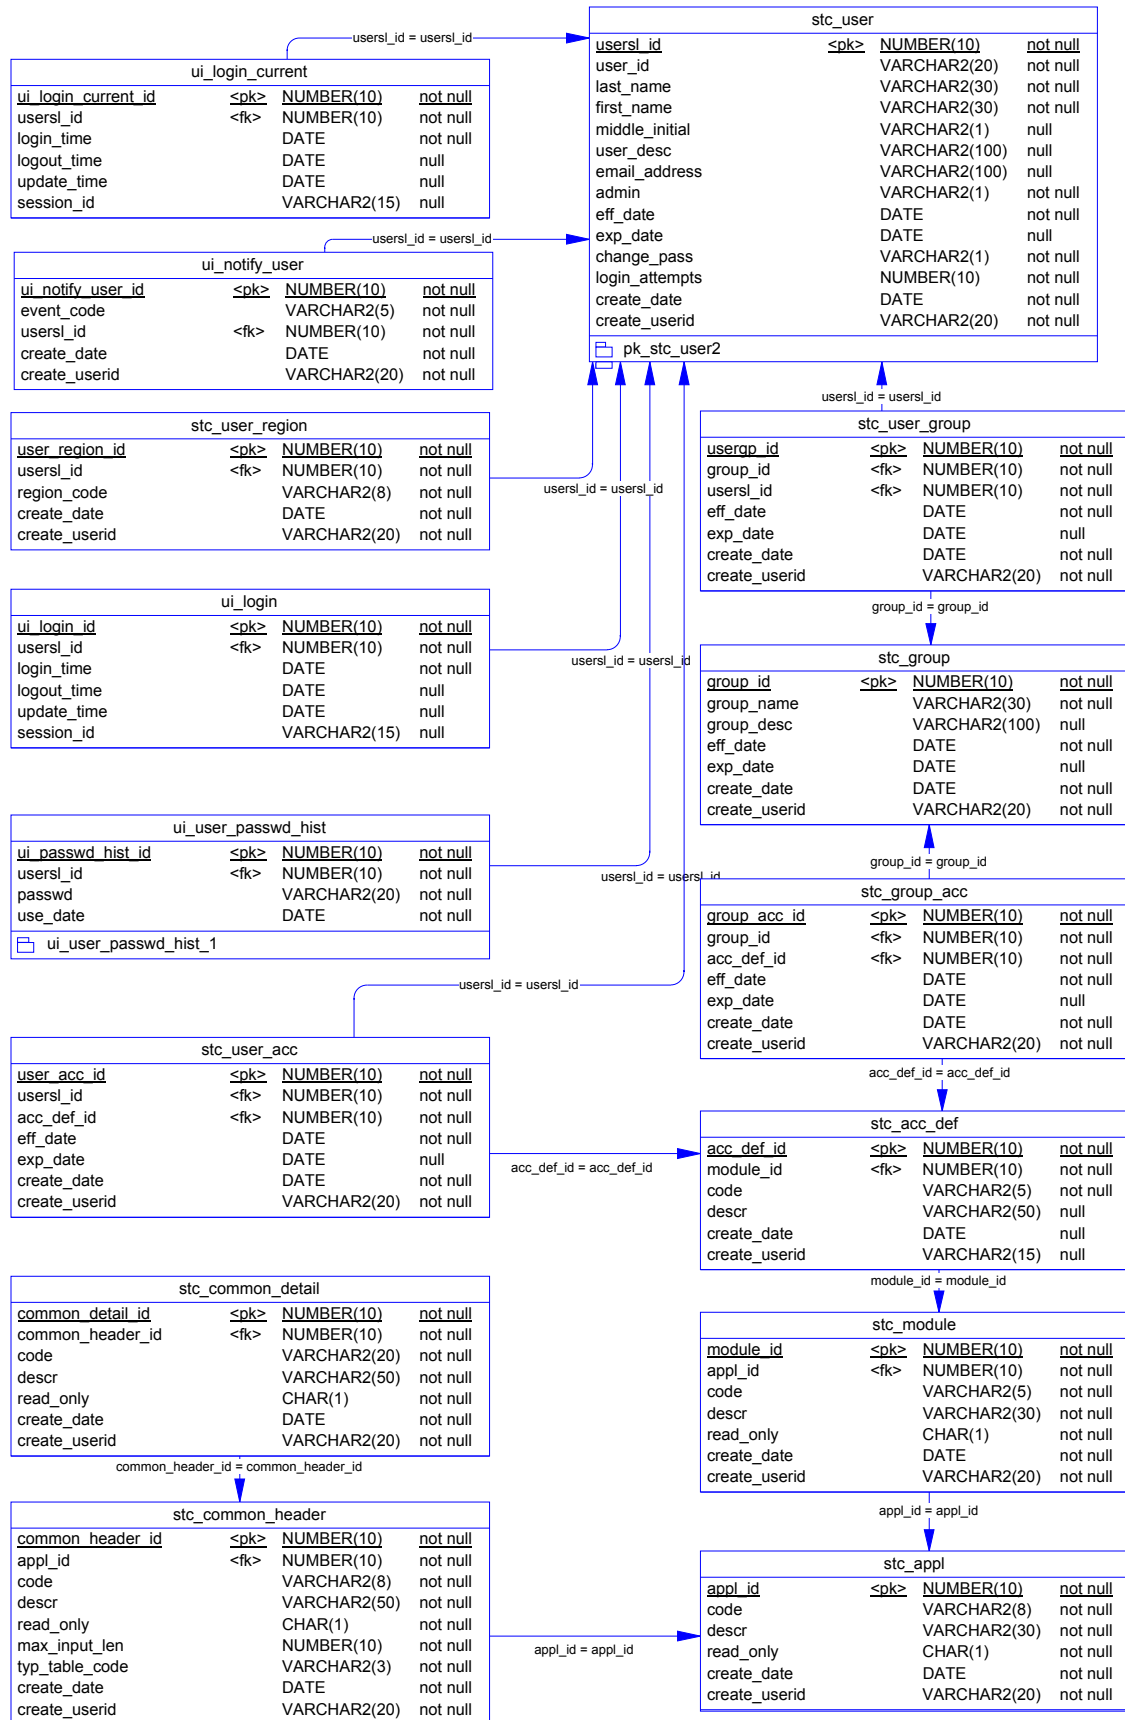 stc_user
usersl_id <pk> NUMBER(10) not null
user_id VARCHAR2(20) not null
last_name VARCHAR2(30) not null
first_name VARCHAR2(30) not null
middle_initial VARCHAR2(1) null
user_desc VARCHAR2(100) null
email_address VARCHAR2(100) null
admin VARCHAR2(1) not null
eff_date DATE not null
exp_date DATE null
change_pass VARCHAR2(1) not null
login_attempts NUMBER(10) not null
create_date DATE not null
create_userid VARCHAR2(20) not null
pk_stc_user2
usersl_id = usersl_id
ui_login_current
ui_login_current_id <pk> NUMBER(10) not null
usersl_id <fk> NUMBER(10) not null
login_time DATE not null
logout_time DATE null
update_time DATE null
session_id VARCHAR2(15) null
usersl_id = usersl_id
ui_notify_user
ui_notify_user_id <pk> NUMBER(10) not null
event_code VARCHAR2(5) not null
usersl_id <fk> NUMBER(10) not null
create_date DATE not null
create_userid VARCHAR2(20) not null
stc_user_region
user_region_id <pk> NUMBER(10) not null
usersl_id <fk> NUMBER(10) not null
region_code VARCHAR2(8) not null
create_date DATE not null
create_userid VARCHAR2(20) not null
usersl_id = usersl_id
usersl_id = usersl_id
stc_user_group
usergp_id <pk> NUMBER(10) not null
group_id <fk> NUMBER(10) not null
usersl_id <fk> NUMBER(10) not null
eff_date DATE not null
exp_date DATE null
create_date DATE not null
create_userid VARCHAR2(20) not null
group_id = group_id
ui_login
ui_login_id <pk> NUMBER(10) not null
usersl_id <fk> NUMBER(10) not null
login_time DATE not null
logout_time DATE null
update_time DATE null
session_id VARCHAR2(15) null
usersl_id = usersl_id
stc_group
group_id <pk> NUMBER(10) not null
group_name VARCHAR2(30) not null
group_desc VARCHAR2(100) null
eff_date DATE not null
exp_date DATE null
create_date DATE not null
create_userid VARCHAR2(20) not null
group_id = group_id
ui_user_passwd_hist
ui_passwd_hist_id <pk> NUMBER(10) not null
usersl_id <fk> NUMBER(10) not null
passwd VARCHAR2(20) not null
use_date DATE not null
ui_user_passwd_hist_1
usersl_id = usersl_id
stc_group_acc
group_acc_id <pk> NUMBER(10) not null
group_id <fk> NUMBER(10) not null
acc_def_id <fk> NUMBER(10) not null
eff_date DATE not null
exp_date DATE null
create_date DATE not null
create_userid VARCHAR2(20) not null
acc_def_id = acc_def_id
usersl_id = usersl_id
stc_user_acc
user_acc_id <pk> NUMBER(10) not null
usersl_id <fk> NUMBER(10) not null
acc_def_id <fk> NUMBER(10) not null
eff_date DATE not null
exp_date DATE null
create_date DATE not null
create_userid VARCHAR2(20) not null
acc_def_id = acc_def_id
stc_acc_def
acc_def_id <pk> NUMBER(10) not null
module_id <fk> NUMBER(10) not null
code VARCHAR2(5) not null
descr VARCHAR2(50) null
create_date DATE null
create_userid VARCHAR2(15) null
module_id = module_id
stc_common_detail
common_detail_id <pk> NUMBER(10) not null
common_header_id <fk> NUMBER(10) not null
code VARCHAR2(20) not null
descr VARCHAR2(50) not null
read_only CHAR(1) not null
create_date DATE not null
create_userid VARCHAR2(20) not null
common_header_id = common_header_id
stc_module
module_id <pk> NUMBER(10) not null
appl_id <fk> NUMBER(10) not null
code VARCHAR2(5) not null
descr VARCHAR2(30) not null
read_only CHAR(1) not null
create_date DATE not null
create_userid VARCHAR2(20) not null
appl_id = appl_id
stc_common_header
common_header_id <pk> NUMBER(10) not null
appl_id <fk> NUMBER(10) not null
code VARCHAR2(8) not null
descr VARCHAR2(50) not null
read_only CHAR(1) not null
max_input_len NUMBER(10) not null
typ_table_code VARCHAR2(3) not null
create_date DATE not null
create_userid VARCHAR2(20) not null
appl_id = appl_id
stc_appl
appl_id <pk> NUMBER(10) not null
code VARCHAR2(8) not null
descr VARCHAR2(30) not null
read_only CHAR(1) not null
create_date DATE not null
create_userid VARCHAR2(20) not null